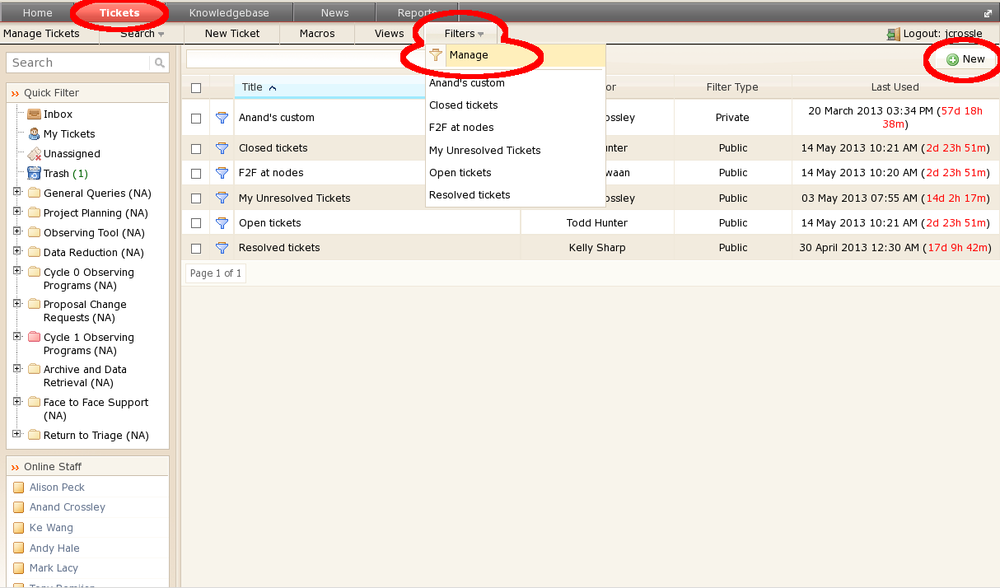 Home Tickets Knowledgebase News Reports
Manage Tickets Search New Ticket Macros Views Filters Logout: jcrossle
Search
Manage
New
Quick Filter
Inbox
My Tickets
Unassigned
Trash (1)
General Queries (NA)
Project Planning (NA)
Observing Tool (NA)
Data Reduction (NA)
Cycle 0 Observing
Programs (NA)
Proposal Change
Requests (NA)
Cycle 1 Observing
Programs (NA)
Archive and Data
Retrieval (NA)
Face to Face Support
(NA)
Return to Triage (NA)
Online Staff
Alison Peck
Anand Crossley
Ke Wang
Andy Hale
Mark Lacy
Anand's custom
Closed tickets
F2F at nodes
My Unresolved Tickets
Open tickets
Resolved tickets
Title or Filter Type Last Used
Anand's custom ossley Private 20 March 2013 03:34 PM (57d 18h
38m)
Closed tickets unter Public 14 May 2013 10:21 AM (2d 23h 51m)
F2F at nodes waan Public 14 May 2013 10:20 AM (2d 23h 51m)
My Unresolved Tickets ossley Public 03 May 2013 07:55 AM (14d 2h 17m)
Open tickets Todd Hunter Public 14 May 2013 10:21 AM (2d 23h 51m)
Resolved tickets Kelly Sharp Public 30 April 2013 12:30 AM (17d 9h 42m)
Page 1 of 1